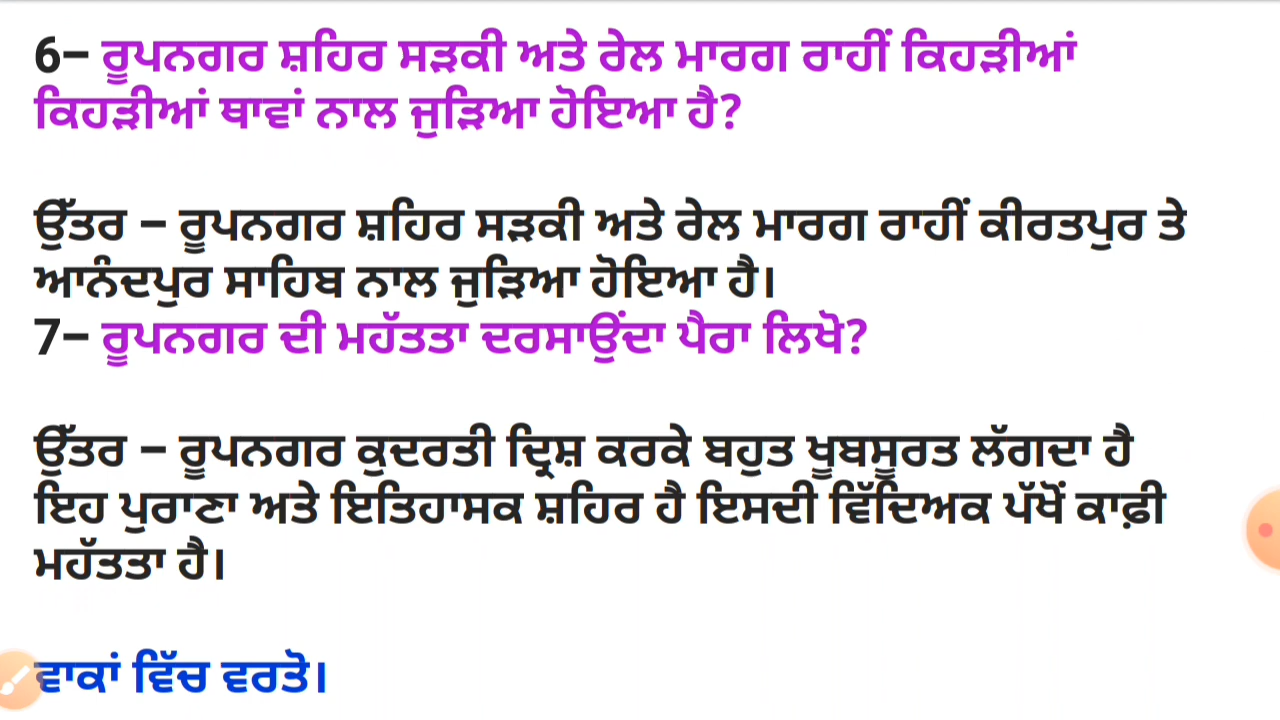 6– ਰੂਪਨਗਰ ਸ਼ਹਿਰ ਸੜਕੀ ਅਤੇ ਰੇਲ ਮਾਰਗ ਰਾਹੀਂ ਕਿਹੜੀਆਂ
ਕਿਹੜੀਆਂ ਥਾਵਾਂ ਨਾਲ ਜੁੜਿਆ ਹੋਇਆ ਹੈ?
ਉੱਤਰ – ਰੂਪਨਗਰ ਸ਼ਹਿਰ ਸੜਕੀ ਅਤੇ ਰੇਲ ਮਾਰਗ ਰਾਹੀਂ ਕੀਰਤਪੁਰ ਤੇ
ਆਨੰਦਪੁਰ ਸਾਹਿਬ ਨਾਲ ਜੁੜਿਆ ਹੋਇਆ ਹੈ।
7– ਰੂਪਨਗਰ ਦੀ ਮਹੱਤਤਾ ਦਰਸਾਉਂਦਾ ਪੈਰਾ ਲਿਖੋ?
ਉੱਤਰ – ਰੂਪਨਗਰ ਕੁਦਰਤੀ ਦ੍ਰਿਸ਼ ਕਰਕੇ ਬਹੁਤ ਖੂਬਸੂਰਤ ਲੱਗਦਾ ਹੈ
ਇਹ ਪੁਰਾਣਾ ਅਤੇ ਇਤਿਹਾਸਕ ਸ਼ਹਿਰ ਹੈ ਇਸਦੀ ਵਿੱਦਿਅਕ ਪੱਖੋਂ ਕਾਫ਼ੀ
ਮਹੱਤਤਾ ਹੈ।
ਵਾਕਾਂ ਵਿੱਚ ਵਰਤੋ।